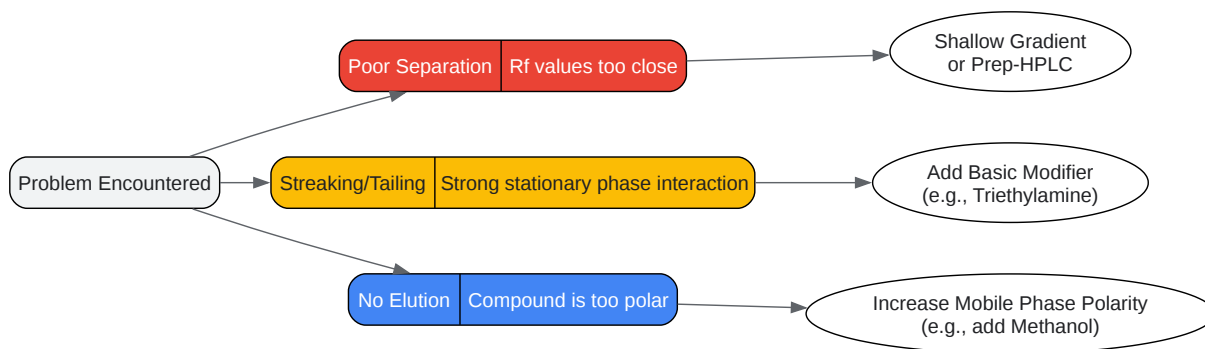 Problem Encountered
Poor Separation
Rf values too close
Shallow Gradient
or Prep-HPLC
Streaking/Tailing
Strong stationary phase interaction
Add Basic Modifier
(e.g., Triethylamine)
No Elution
Compound is too polar
Increase Mobile Phase Polarity
(e.g., add Methanol)